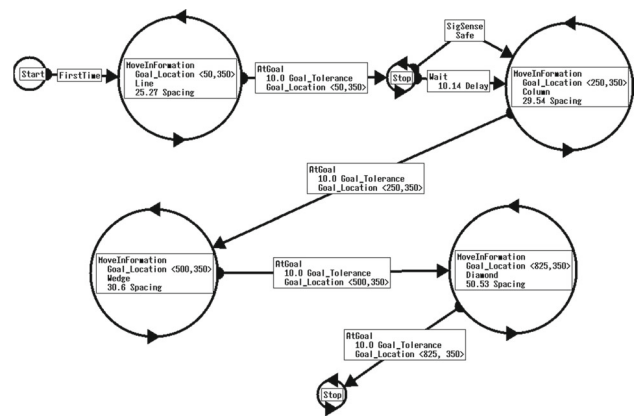 Start
FirstTime
MoveInformation
Goal_Location <50,350>
Line
25.27 Spacing
AtGoal
10.0 Goal_Tolerance
Goal_Location <50,350>
Stop
SigSense
Safe
Wait
10.14 Delay
MoveInformation
Goal_Location <250,350>
Column
29.54 Spacing
AtGoal
10.0 Goal_Tolerance
Goal_Location <250,350>
MoveInformation
Goal_Location <500,350>
Wedge
30.6 Spacing
AtGoal
10.0 Goal_Tolerance
Goal_Location <500,350>
MoveInformation
Goal_Location <825,350>
Diamond
50.53 Spacing
AtGoal
10.0 Goal_Tolerance
Goal_Location <825, 350>
Stop